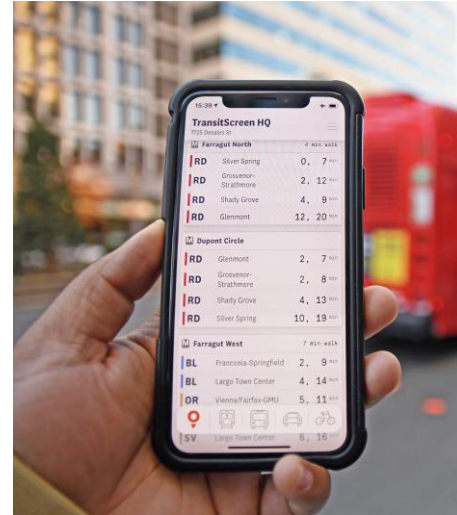 15:39
TransitScreen HQ
1725 Desales St
M Farragut North 4 min walk
RD Silver Spring 0, 7 min
RD Grosvenor-
Strathmore 2, 12 min
RD Shady Grove 4, 9 min
RD Glenmont 12, 20 min
M Dupont Circle
RD Glenmont 2, 7 min
RD Grosvenor-
Strathmore 2, 8 min
RD Shady Grove 4, 13 min
RD Silver Spring 10, 19 min
M Farragut West 7 min walk
BL Franconia-Springfield 2, 9 min
BL Largo Town Center 4, 14 min
OR Vienna/Fairfax-GMU 5, 11 min
SV Largo Town Center 6, 16 min